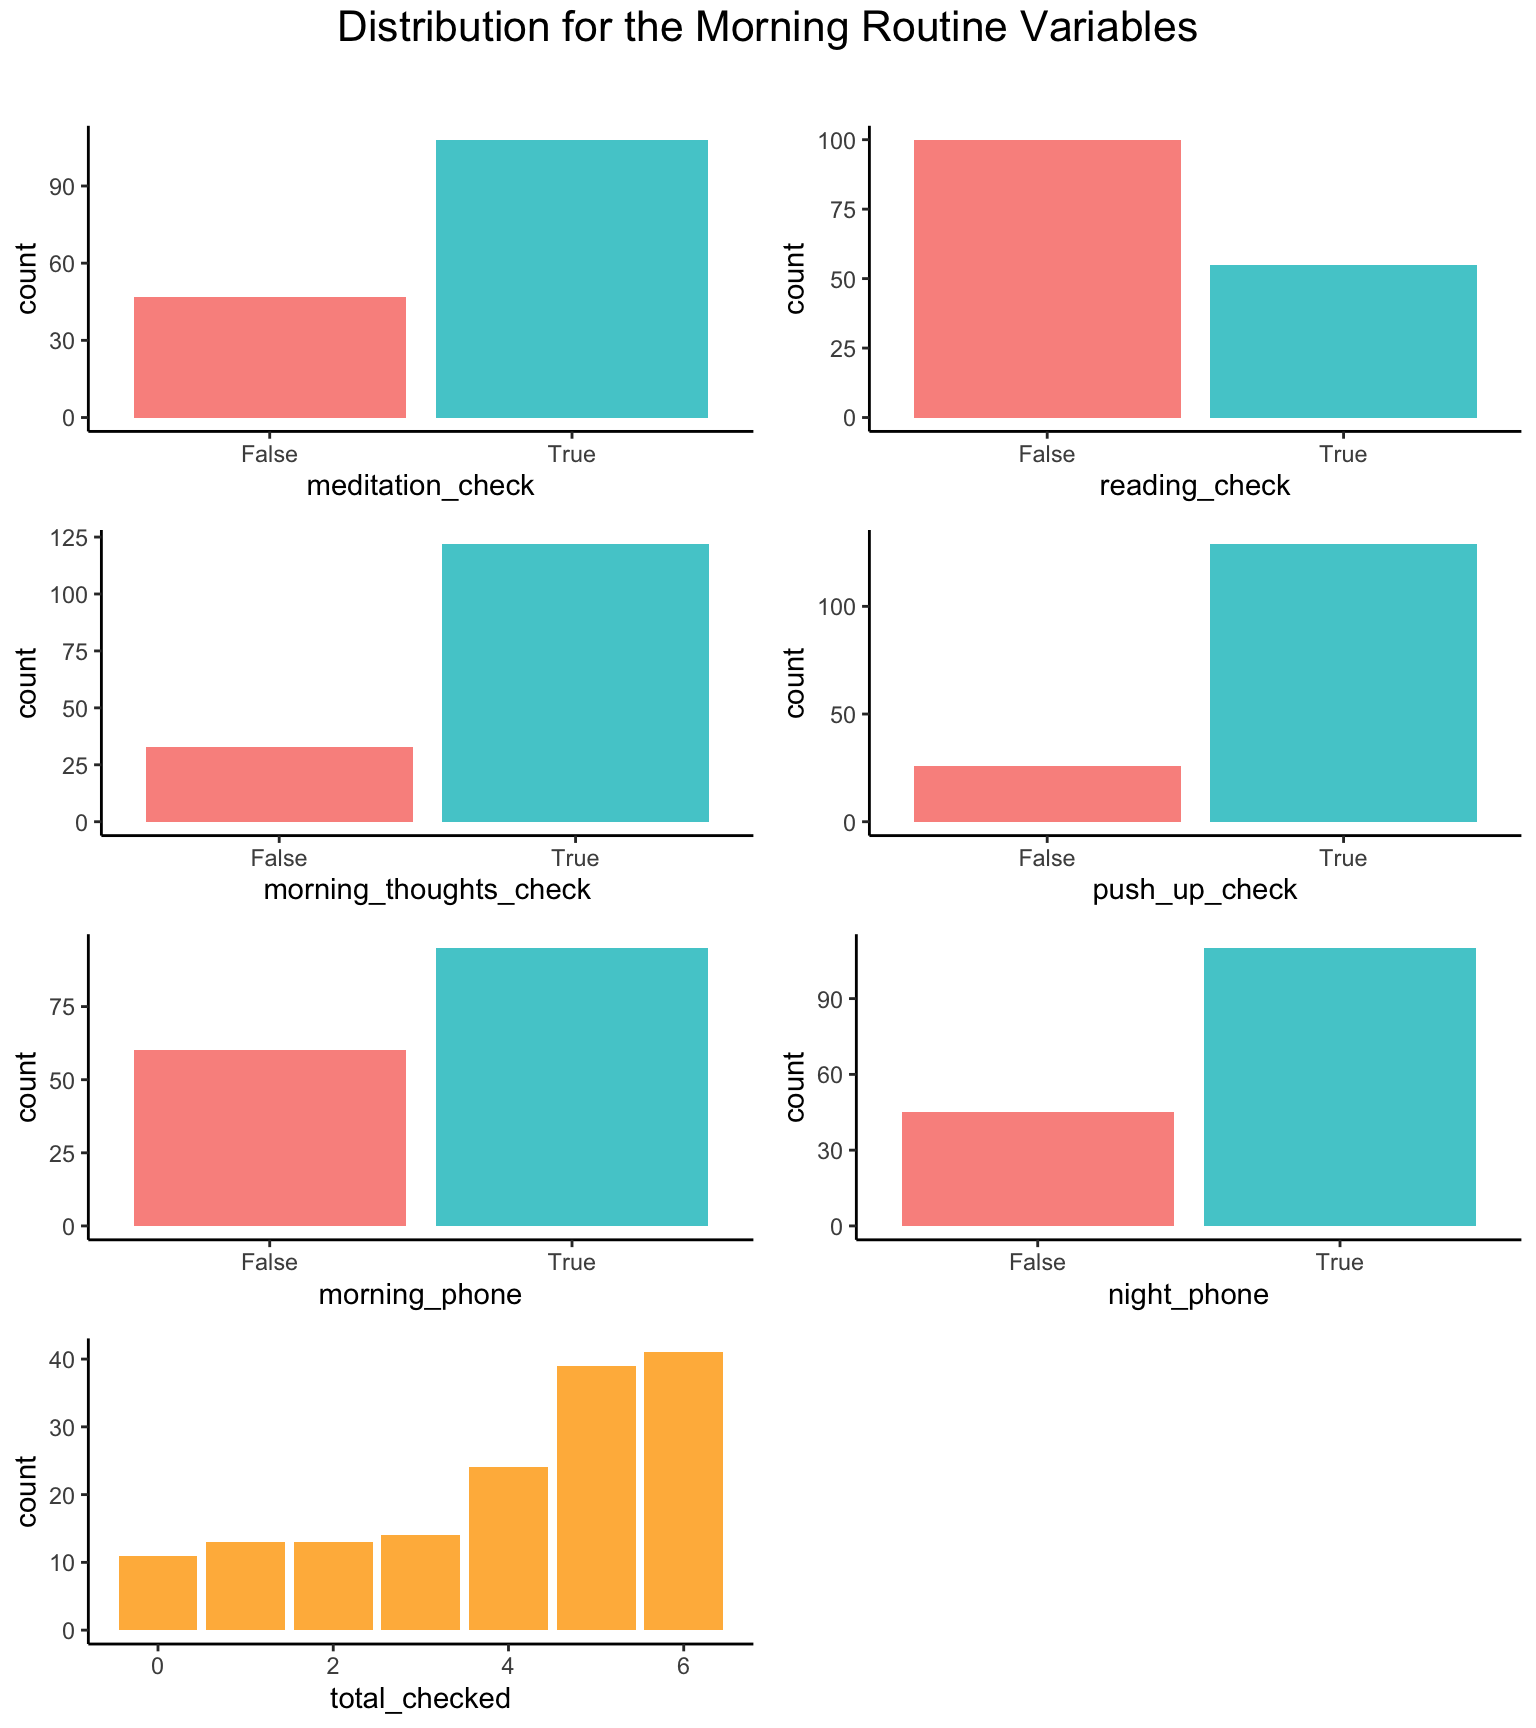 Distribution for the Morning Routine Variables
count
90
60
30
0
False True
meditation_check
count
100
75
50
25
0
False True
reading_check
count
125
100
75
50
25
0
False True
morning_thoughts_check
count
100
50
0
False True
push_up_check
count
75
50
25
0
False True
morning_phone
count
90
60
30
0
False True
night_phone
count
40
30
20
10
0
0 2 4 6
total_checked